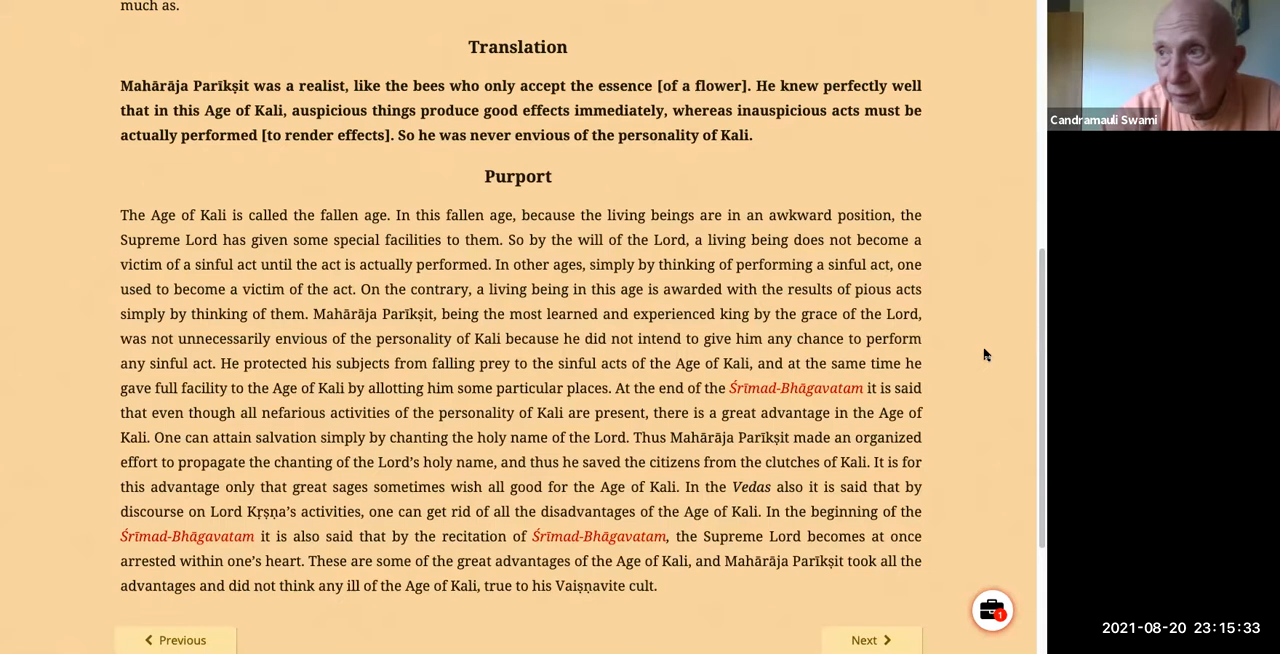 much as.
Translation
Mahārāja Parīkṣit was a realist, like the bees who only accept the essence [of a flower]. He knew perfectly well
that in this Age of Kali, auspicious things produce good effects immediately, whereas inauspicious acts must be
actually performed [to render effects]. So he was never envious of the personality of Kali.
Purport
The Age of Kali is called the fallen age. In this fallen age, because the living beings are in an awkward position, the
Supreme Lord has given some special facilities to them. So by the will of the Lord, a living being does not become a
victim of a sinful act until the act is actually performed. In other ages, simply by thinking of performing a sinful act, one
used to become a victim of the act. On the contrary, a living being in this age is awarded with the results of pious acts
simply by thinking of them. Mahārāja Parīkṣit, being the most learned and experienced king by the grace of the Lord,
was not unnecessarily envious of the personality of Kali because he did not intend to give him any chance to perform
any sinful act. He protected his subjects from falling prey to the sinful acts of the Age of Kali, and at the same time he
gave full facility to the Age of Kali by allotting him some particular places. At the end of the Śrīmad-Bhāgavatam it is said
that even though all nefarious activities of the personality of Kali are present, there is a great advantage in the Age of
Kali. One can attain salvation simply by chanting the holy name of the Lord. Thus Mahārāja Parīkṣit made an organized
effort to propagate the chanting of the Lord’s holy name, and thus he saved the citizens from the clutches of Kali. It is for
this advantage only that great sages sometimes wish all good for the Age of Kali. In the Vedas also it is said that by
discourse on Lord Kṛṣṇa’s activities, one can get rid of all the disadvantages of the Age of Kali. In the beginning of the
Śrīmad-Bhāgavatam it is also said that by the recitation of Śrīmad-Bhāgavatam, the Supreme Lord becomes at once
arrested within one’s heart. These are some of the great advantages of the Age of Kali, and Mahārāja Parīkṣit took all the
advantages and did not think any ill of the Age of Kali, true to his Vaiṣṇavite cult.
Previous
Next
1
Candramauli Swami
2021-08-20 23:15:33